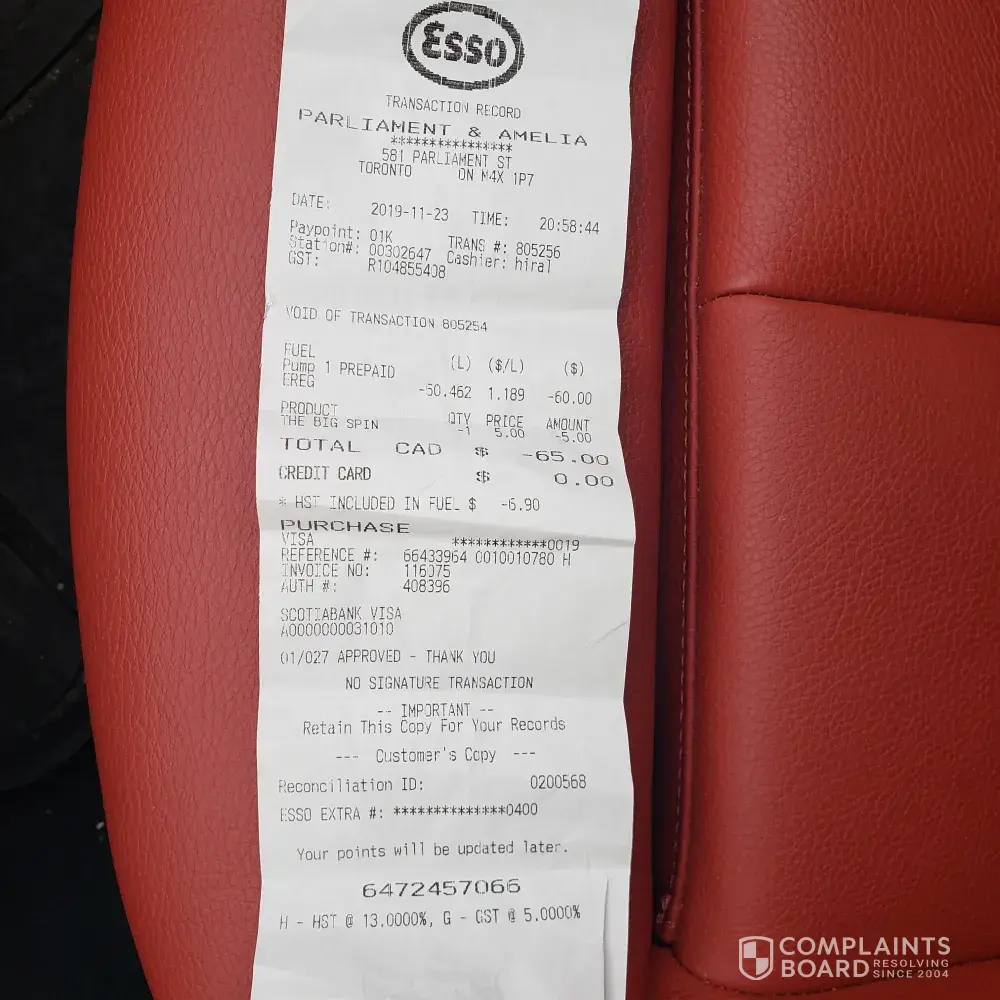 Esso
TRANSACTION RECORD
PARLIAMENT & AMELIA
****************
581 PARLIAMENT ST
TORONTO ON M4X 1P7
DATE: 2019-11-23 TIME: 20:58:44
Paypoint: 01K TRANS #: 805256
Station#: 00302647 Cashier: hiral
GST: R104855408
VOID OF TRANSACTION 805254
FUEL (L) ($/L) ($)
Pump 1 PREPAID
EREG -50.462 1.189 -60.00
PRODUCT QTY PRICE AMOUNT
THE BIG SPIN -1 5.00 -5.00
TOTAL CAD $ -65.00
CREDIT CARD $ 0.00
* HST INCLUDED IN FUEL $ -6.90
PURCHASE
VISA ************0019
REFERENCE #: 66433964 0010010780 H
INVOICE NO: 116075
AUTH #: 408396
SCOTIABANK VISA
A0000000031010
01/027 APPROVED - THANK YOU
NO SIGNATURE TRANSACTION
-- IMPORTANT --
Retain This Copy For Your Records
--- Customer's Copy ---
Reconciliation ID: 0200568
ESSO EXTRA #: **************0400
Your points will be updated later.
6472457066
H - HST @ 13.0000%, G - GST @ 5.0000%
COMPLAINTS
BOARD RESOLVING
SINCE 2004